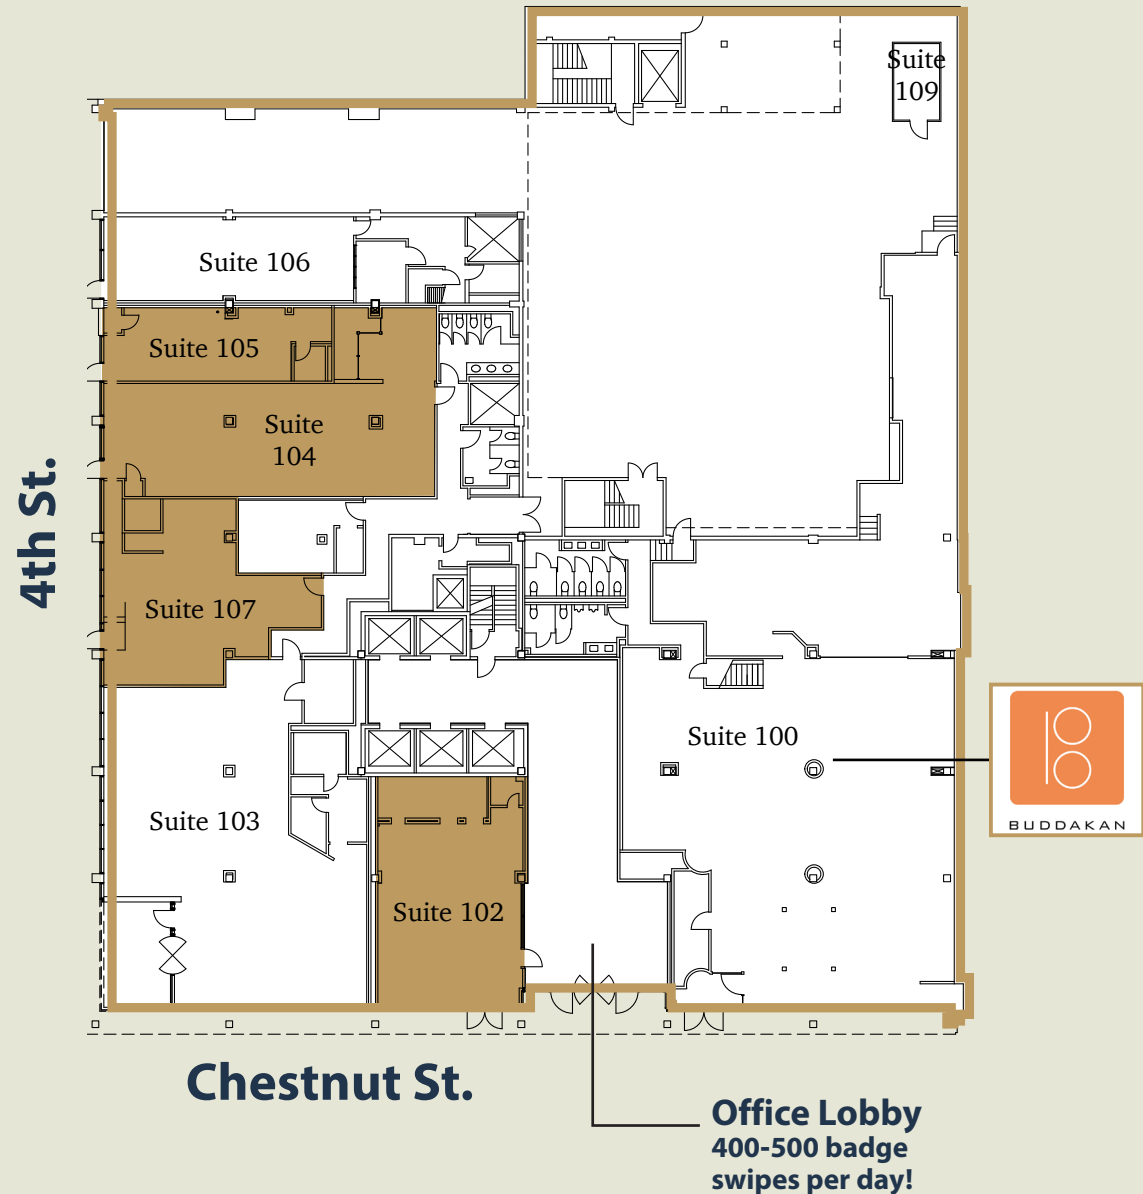 Suite
109
Suite 106
Suite 105
Suite
104
4th St.
Suite 107
Suite 100
BUDDAKAN
Suite 103
Suite 102
Chestnut St.
Office Lobby
400-500 badge
swipes per day!